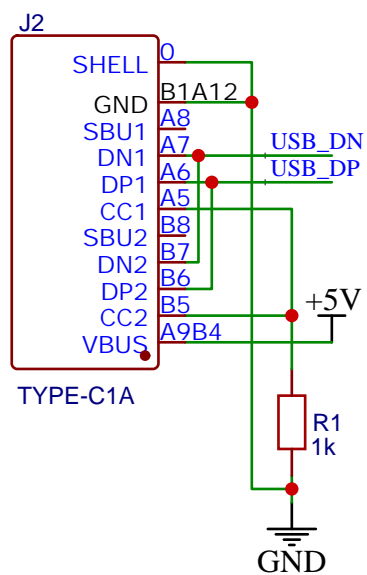 J2
SHELL 0
GND B1A12
SBU1 A8
DN1 A7 USB_DN
DP1 A6 USB_DP
CC1 A5
SBU2 B8
DN2 B7
DP2 B6
CC2 B5 +5V
VBUS A9B4
TYPE-C1A
R1
1k
GND